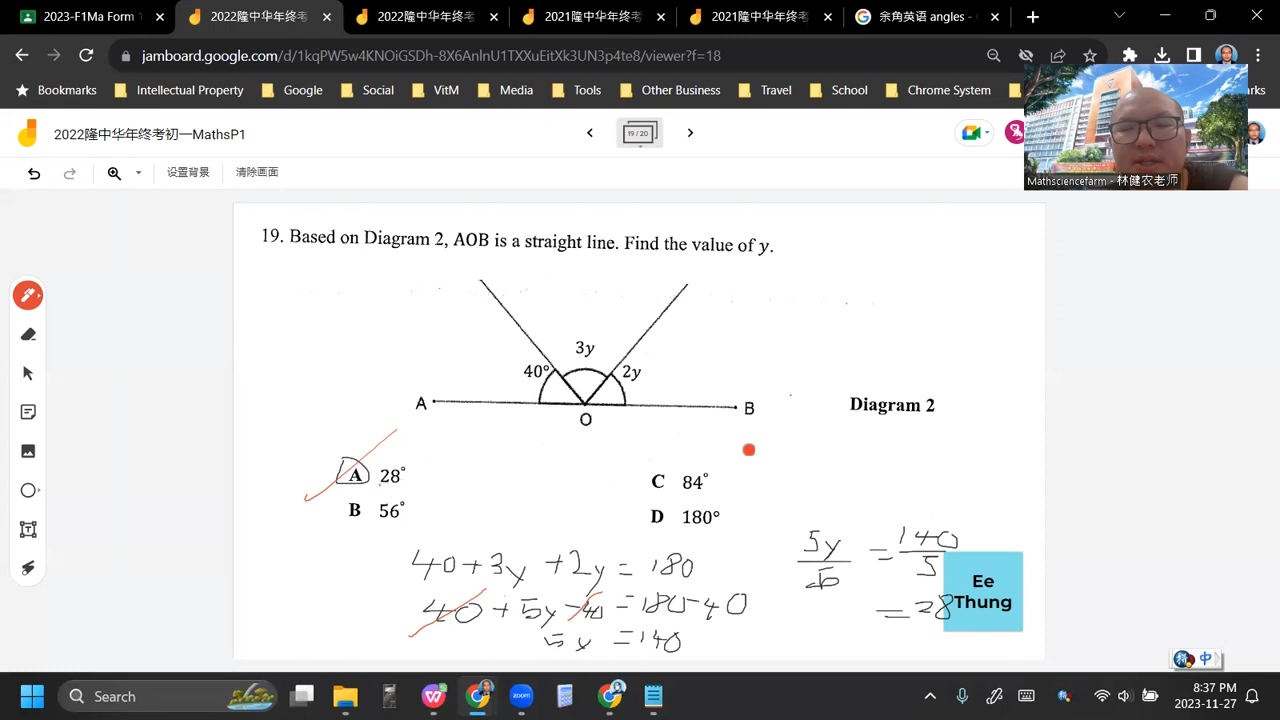 2023-F1Ma Form 1
2022隆中华年终考初
2022隆中华年终考初
2021隆中华年终考初
2021隆中华年终考初
余角英语 angles -
jamboard.google.com/d/1kqPW5w4KNOiGSDh-8X6AnlnU1TXXuEitXk3UN3p4te8/viewer?f=18
Bookmarks Intellectual Property Google Social VitM Media Tools Other Business Travel School Chrome System
2022隆中华年终考初一MathsP1
19 / 20
设置背景 清除画面
Mathsciencefarm - 林健农老师
19. Based on Diagram 2, AOB is a straight line. Find the value of y.
3y
40° 2y
A B
O
Diagram 2
A 28°
B 56°
C 84°
D 180°
40 + 3y + 2y = 180
40 + 5y - 40 = 180 - 40
5y = 140
5y/5 = 140/5
= 28
Ee
Thung
中
Search
8:37 PM
2023-11-27